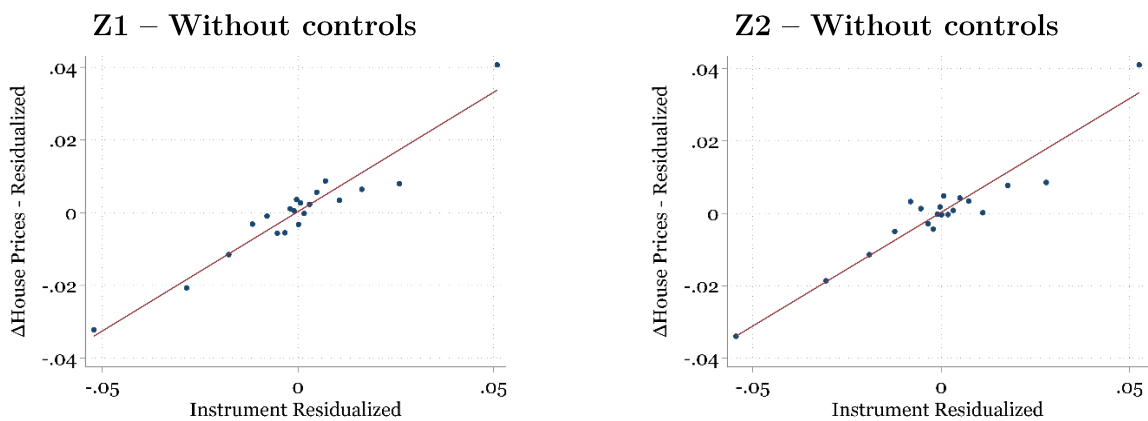 Z1 – Without controls
ΔHouse Prices - Residualized
.04
.02
0
-.02
-.04
-.05
0
.05
Instrument Residualized
Z2 – Without controls
ΔHouse Prices - Residualized
.04
.02
0
-.02
-.04
-.05
0
.05
Instrument Residualized